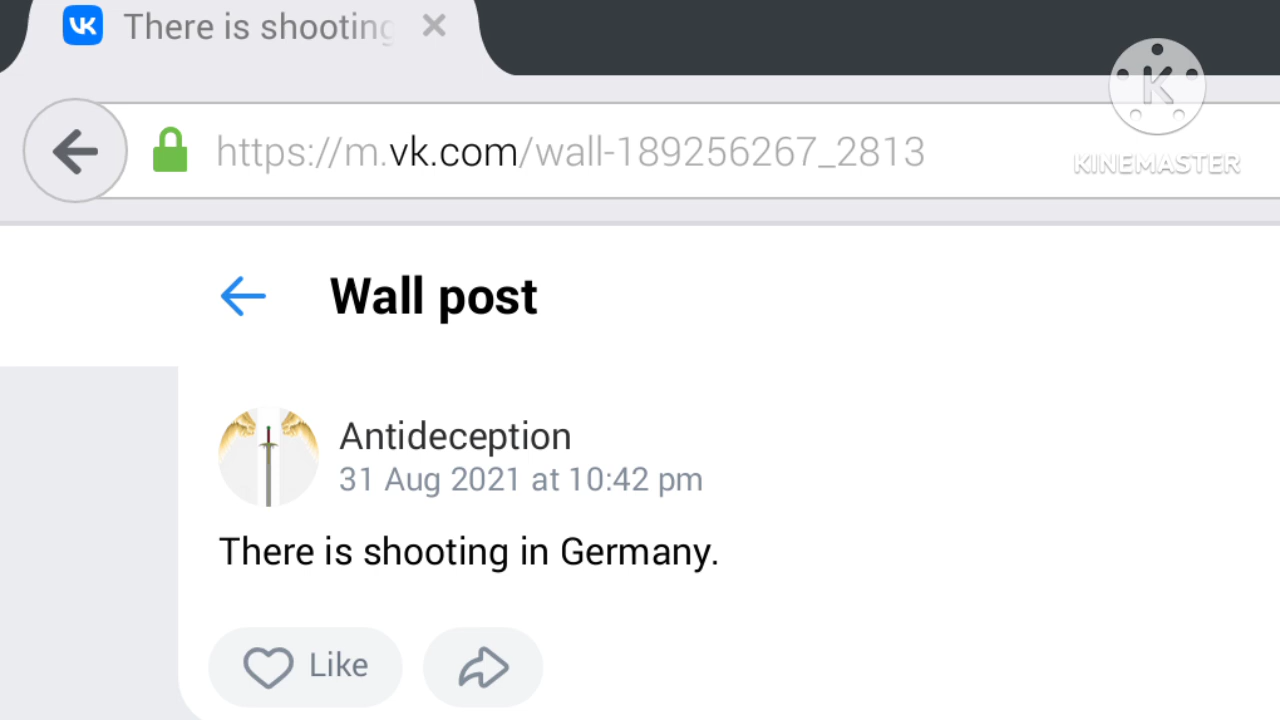 There is shooting
https://m.vk.com/wall-189256267_2813
KINEMASTER
Wall post
Antideception
31 Aug 2021 at 10:42 pm
There is shooting in Germany.
Like